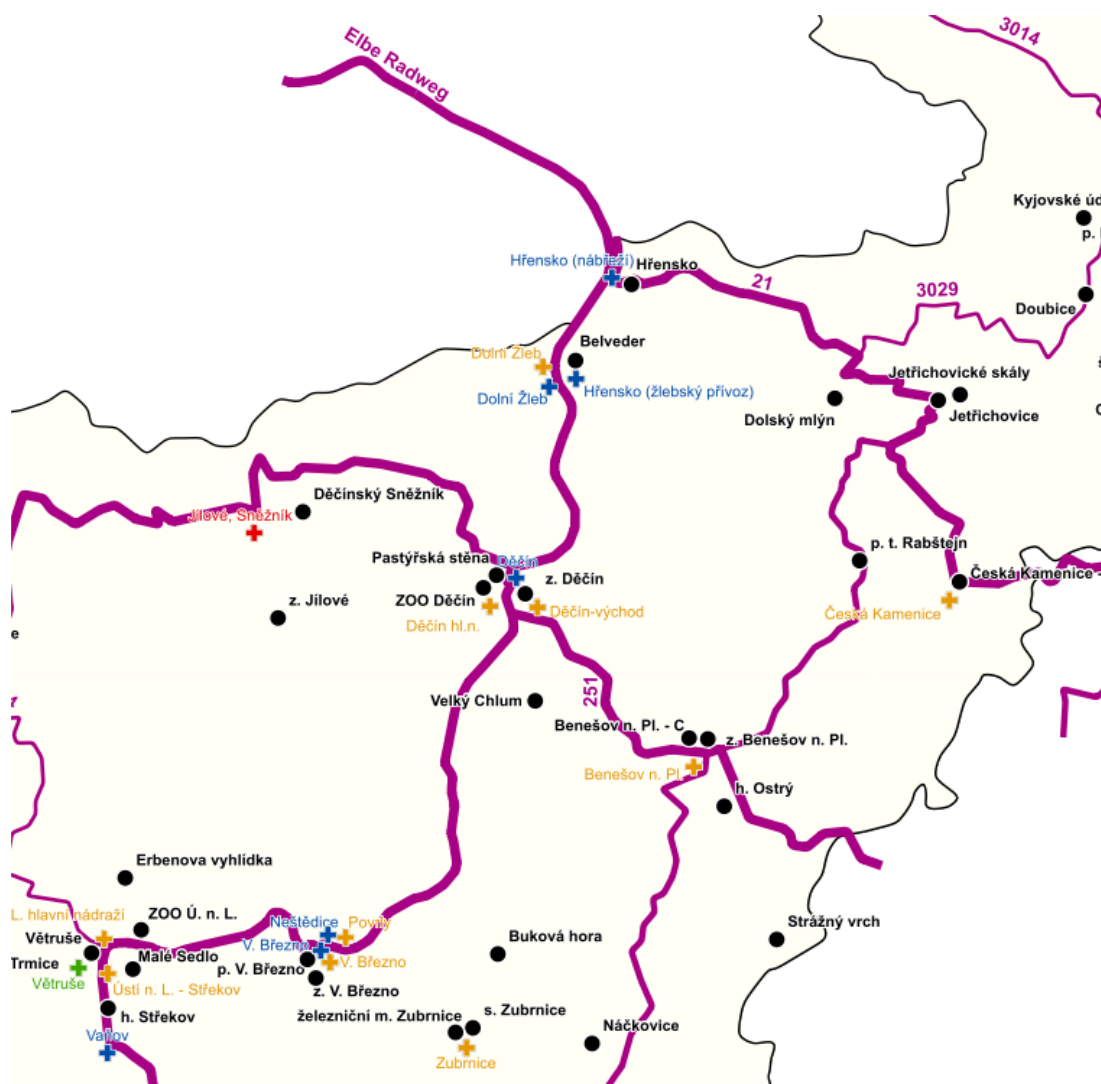 3014
Elbe Radweg
Kyjovské úd
p.
Hřensko (nábřeží)
Hřensko
21
3029
Doubice
Belveder
Dolní Žleb
Hřensko (žlebský přívoz)
Dolní Žleb
Jetřichovické skály
Jetřichovice
Dolský mlýn
Děčínský Sněžník
Jílové, Sněžník
Pastýřská stěna
Děčín
z. Děčín
p. t. Rabštejn
Česká Kamenice -
ZOO Děčín
Děčín-východ
Česká Kamenice
z. Jílové
Děčín hl.n.
e
Velký Chlum
251
Benešov n. Pl. - C
z. Benešov n. Pl.
Benešov n. Pl.
h. Ostrý
Erbenova vyhlídka
L. hlavní nádraží
ZOO Ú. n. L.
Neštědice
Povrly
Strážný vrch
Větruše
V. Březno
Buková hora
Trmice
Malé Sedlo
p. V. Březno
V. Březno
Větruše
Ústí n. L. - Střekov
z. V. Březno
h. Střekov
železniční m. Zubrnice
s. Zubrnice
Náčkovice
Vaňov
Zubrnice